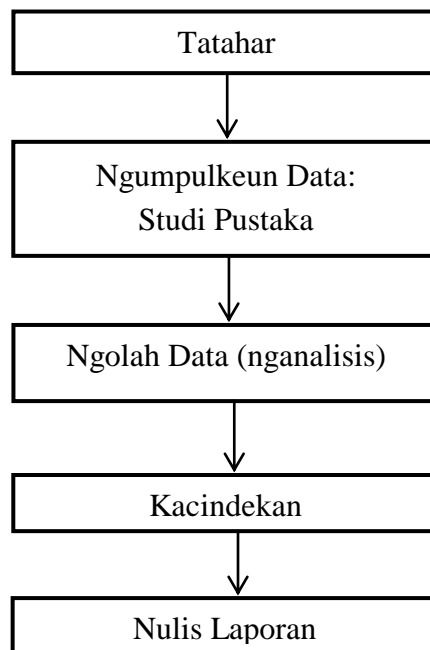 Tatahar
Ngumpulkeun Data:
Studi Pustaka
Ngolah Data (nganalisis)
Kacindekan
Nulis Laporan